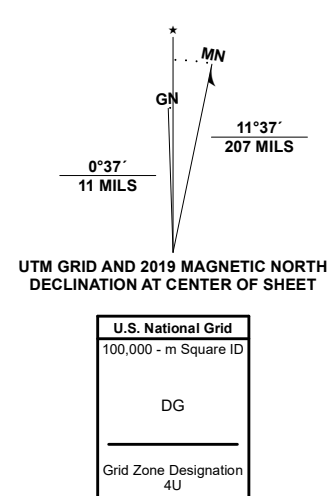 ★
MN
GN
11°37´
207 MILS
0°37´
11 MILS
UTM GRID AND 2019 MAGNETIC NORTH
DECLINATION AT CENTER OF SHEET
U.S. National Grid
100,000 - m Square ID
DG
Grid Zone Designation
4U